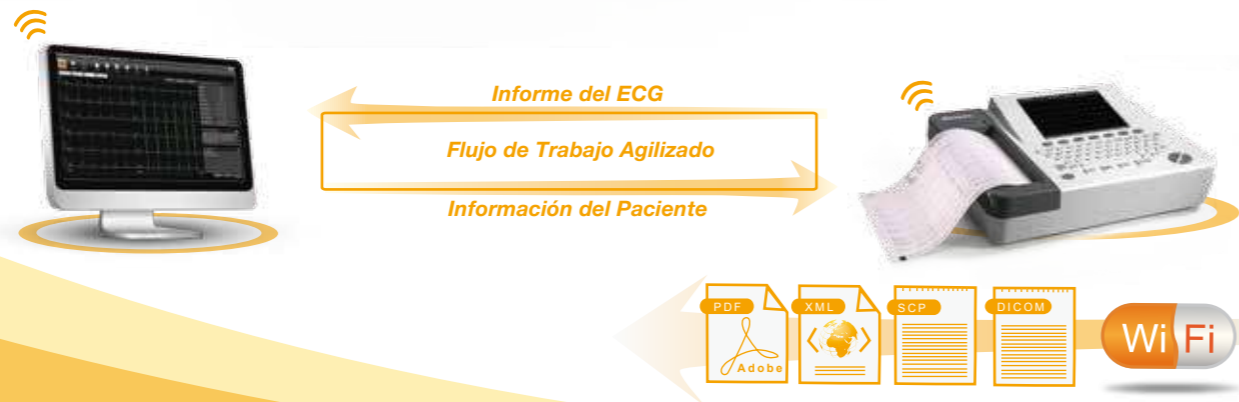 Informe del ECG
Flujo de Trabajo Agilizado
Información del Paciente
PDF
XML
SCP
DICOM
Adobe
Wi Fi